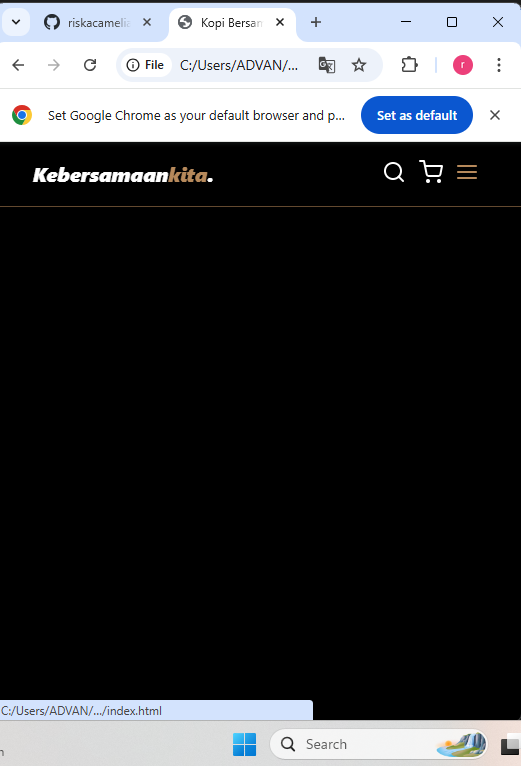 riskacamelia
Kopi Bersam
File
C:/Users/ADVAN/...
r
Set Google Chrome as your default browser and p...
Set as default
Kebersamaankita.
C:/Users/ADVAN/.../index.html
Search